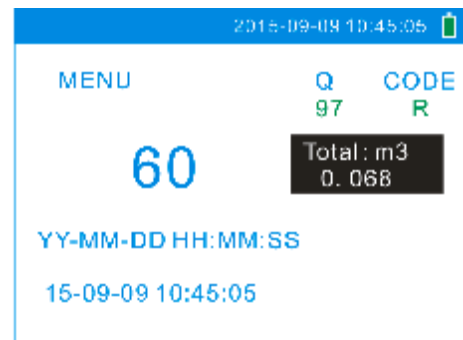 2015-09-09 10:45:05
MENU Q CODE
97 R
60
Total: m3
0.068
YY-MM-DD HH:MM:SS
15-09-09 10:45:05